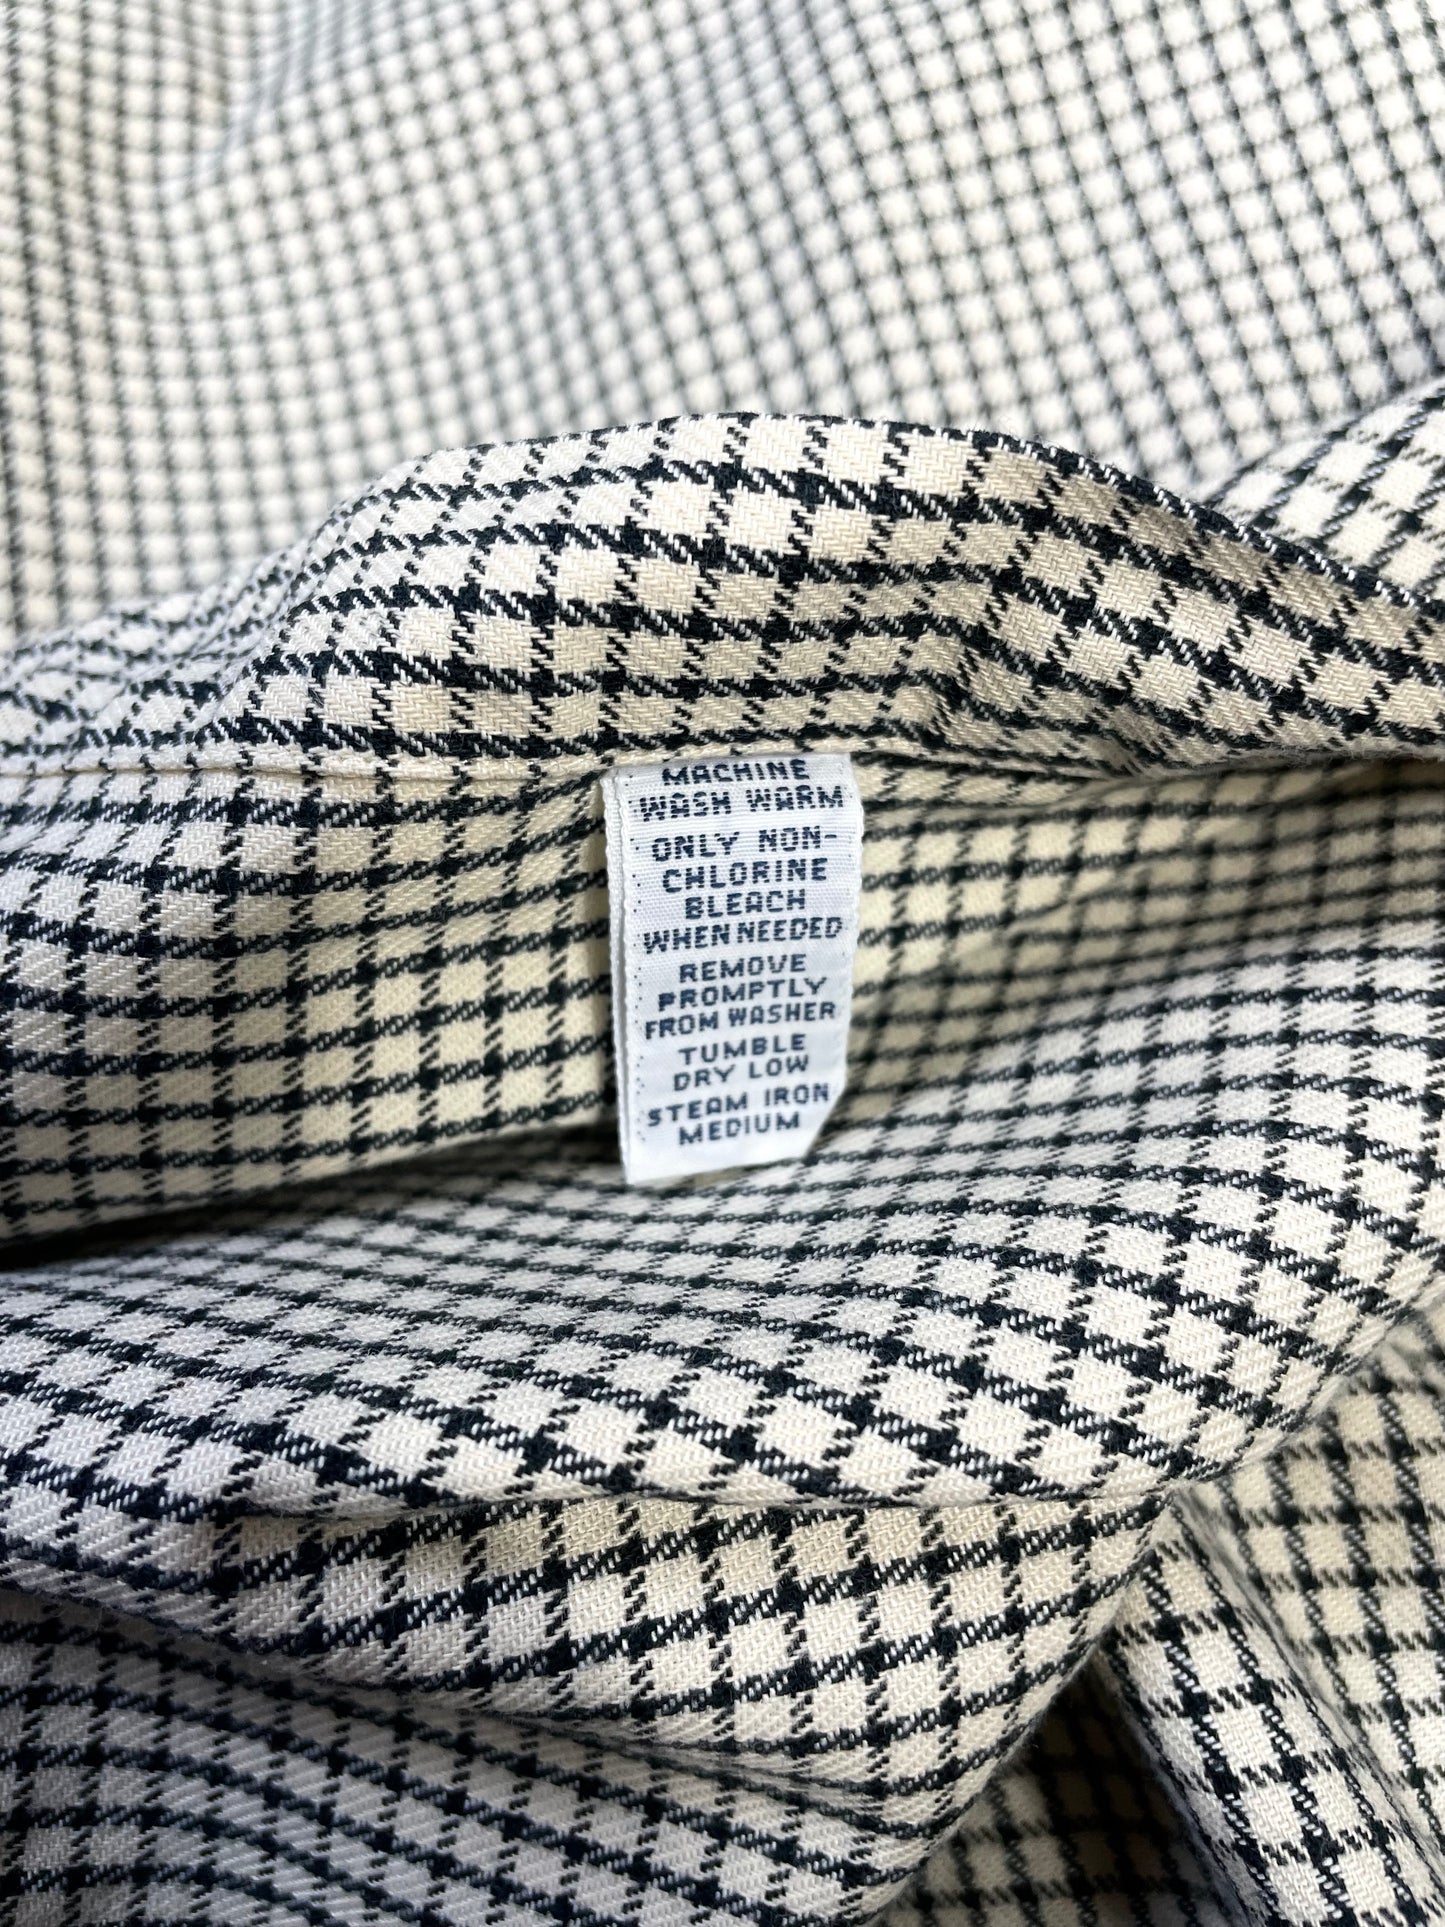 MACHINE
WASH WARM
ONLY NON-
CHLORINE
BLEACH
WHEN NEEDED
REMOVE
PROMPTLY
FROM WASHER
TUMBLE
DRY LOW
STEAM IRON
MEDIUM